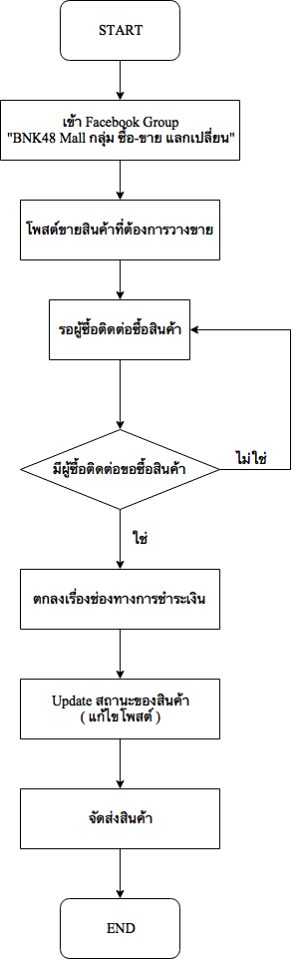 START
เข้า Facebook Group
"BNK48 Mall กลุ่ม ซื้อ-ขาย แลกเปลี่ยน"
โพสต์ขายสินค้าที่ต้องการวางขาย
รอผู้ซื้อติดต่อซื้อสินค้า
มีผู้ซื้อติดต่อขอซื้อสินค้า
ไม่ใช่
ใช่
ตกลงเรื่องช่องทางการชำระเงิน
Update สถานะของสินค้า
( แก้ไขโพสต์ )
จัดส่งสินค้า
END